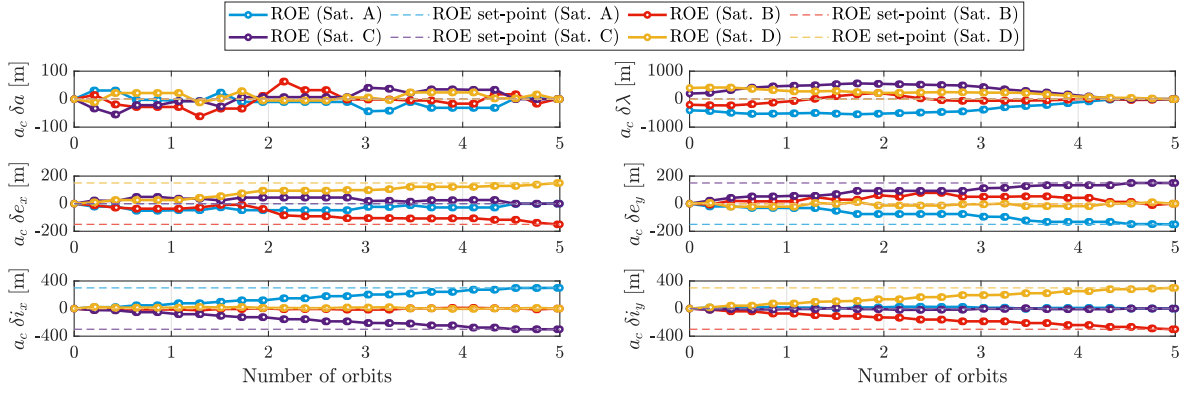 ROE (Sat. A) ROE set-point (Sat. A) ROE (Sat. B) ROE set-point (Sat. B)
ROE (Sat. C) ROE set-point (Sat. C) ROE (Sat. D) ROE set-point (Sat. D)
a_c δa [m]
100
0
-100
0 1 2 3 4 5
a_c δλ [m]
1000
0
-1000
0 1 2 3 4 5
a_c δe_x [m]
200
0
-200
0 1 2 3 4 5
a_c δe_y [m]
200
0
-200
0 1 2 3 4 5
a_c δi_x [m]
400
0
-400
0 1 2 3 4 5
Number of orbits
a_c δi_y [m]
400
0
-400
0 1 2 3 4 5
Number of orbits